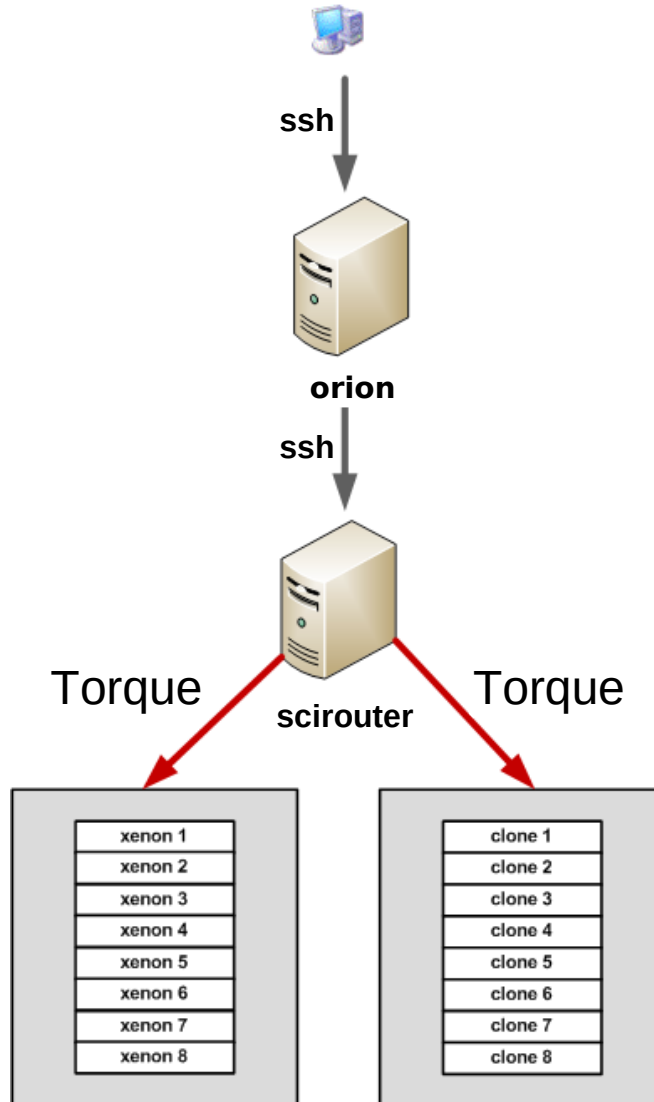 ssh
orion
ssh
scirouter
Torque
Torque
xenon 1
xenon 2
xenon 3
xenon 4
xenon 5
xenon 6
xenon 7
xenon 8
clone 1
clone 2
clone 3
clone 4
clone 5
clone 6
clone 7
clone 8